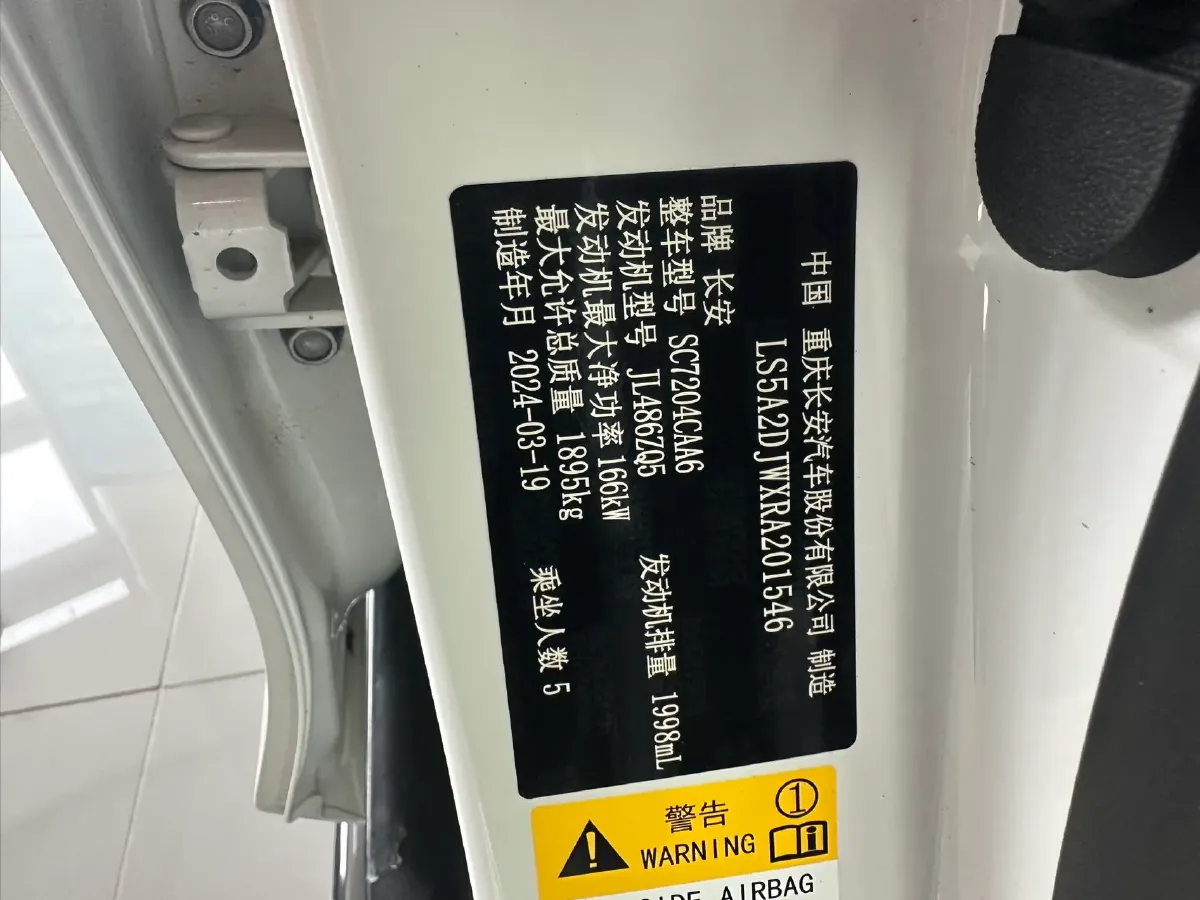 中国 重庆长安汽车股份有限公司 制造
LS5A2DJWXRA201546
品牌 长安
整车型号 SC7204CAA6
发动机型号 JL486ZQ5 发动机排量 1998mL
发动机最大净功率 166kW
最大允许总质量 1895kg 乘坐人数 5
制造年月 2024-03-19
警告 ①
WARNING
SIDE AIRBAG